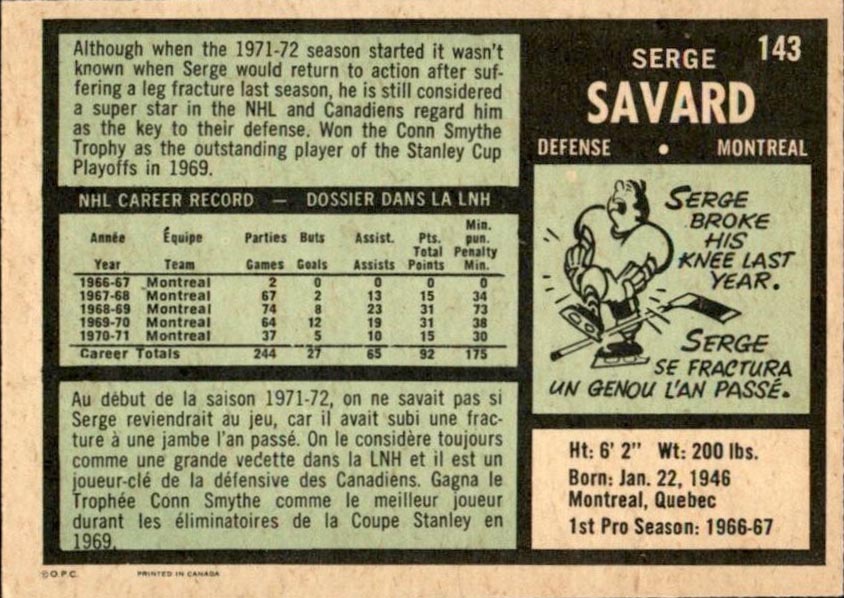 Although when the 1971-72 season started it wasn't
known when Serge would return to action after suf-
fering a leg fracture last season, he is still considered
a super star in the NHL and Canadiens regard him
as the key to their defense. Won the Conn Smythe
Trophy as the outstanding player of the Stanley Cup
Playoffs in 1969.
NHL CAREER RECORD — DOSSIER DANS LA LNH
Année Équipe Parties Buts Assist. Pts. Total Min. pun. Penalty
Year Team Games Goals Assists Points Min.
1966-67 Montreal 2 0 0 0 0
1967-68 Montreal 67 2 13 15 34
1968-69 Montreal 74 8 23 31 73
1969-70 Montreal 64 12 19 31 38
1970-71 Montreal 37 5 10 15 30
Career Totals 244 27 65 92 175
Au début de la saison 1971-72, on ne savait pas si
Serge reviendrait au jeu, car il avait subi une frac-
ture à une jambe l'an passé. On le considère toujours
comme une grande vedette dans la LNH et il est un
joueur-clé de la défensive des Canadiens. Gagna le
Trophée Conn Smythe comme le meilleur joueur
durant les éliminatoires de la Coupe Stanley en
1969.
143
SERGE
SAVARD
DEFENSE • MONTREAL
SERGE
BROKE
HIS
KNEE LAST
YEAR.
SERGE
SE FRACTURA
UN GENOU L'AN PASSÉ.
Ht: 6' 2" Wt: 200 lbs.
Born: Jan. 22, 1946
Montreal, Quebec
1st Pro Season: 1966-67
©O.P.C. PRINTED IN CANADA